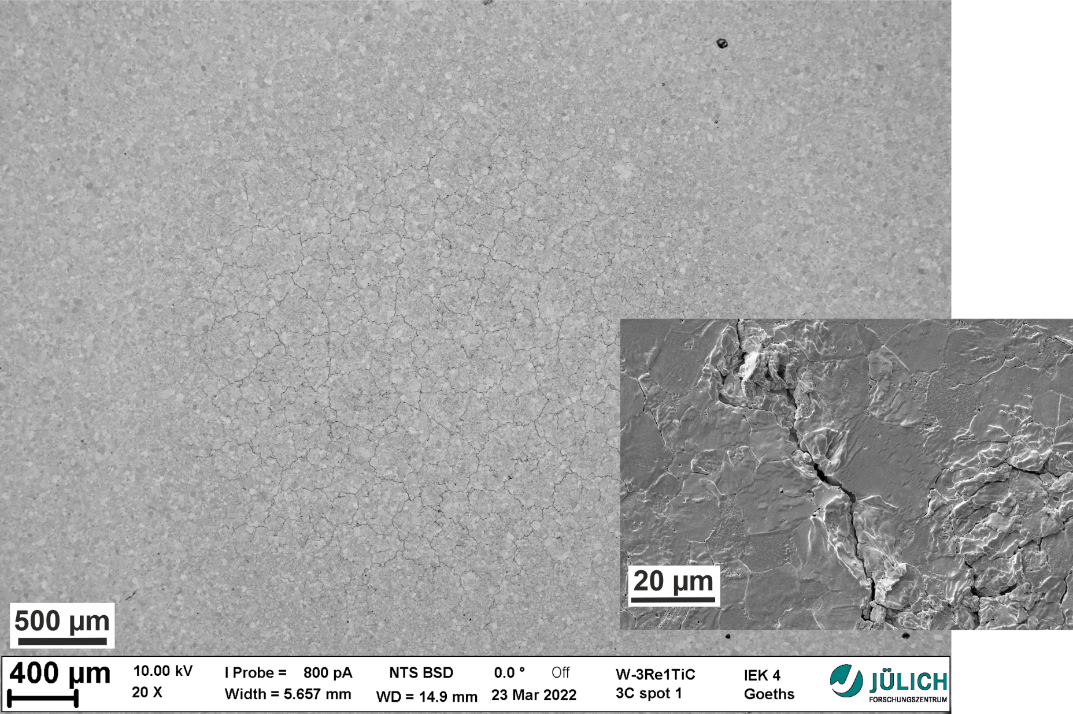 20 µm
500 µm
400 µm
10.00 kV
20 X
I Probe = 800 pA
Width = 5.657 mm
NTS BSD
WD = 14.9 mm
0.0 ° Off
23 Mar 2022
W-3Re1TiC
3C spot 1
IEK 4
Goeths
JÜLICH
FORSCHUNGSZENTRUM